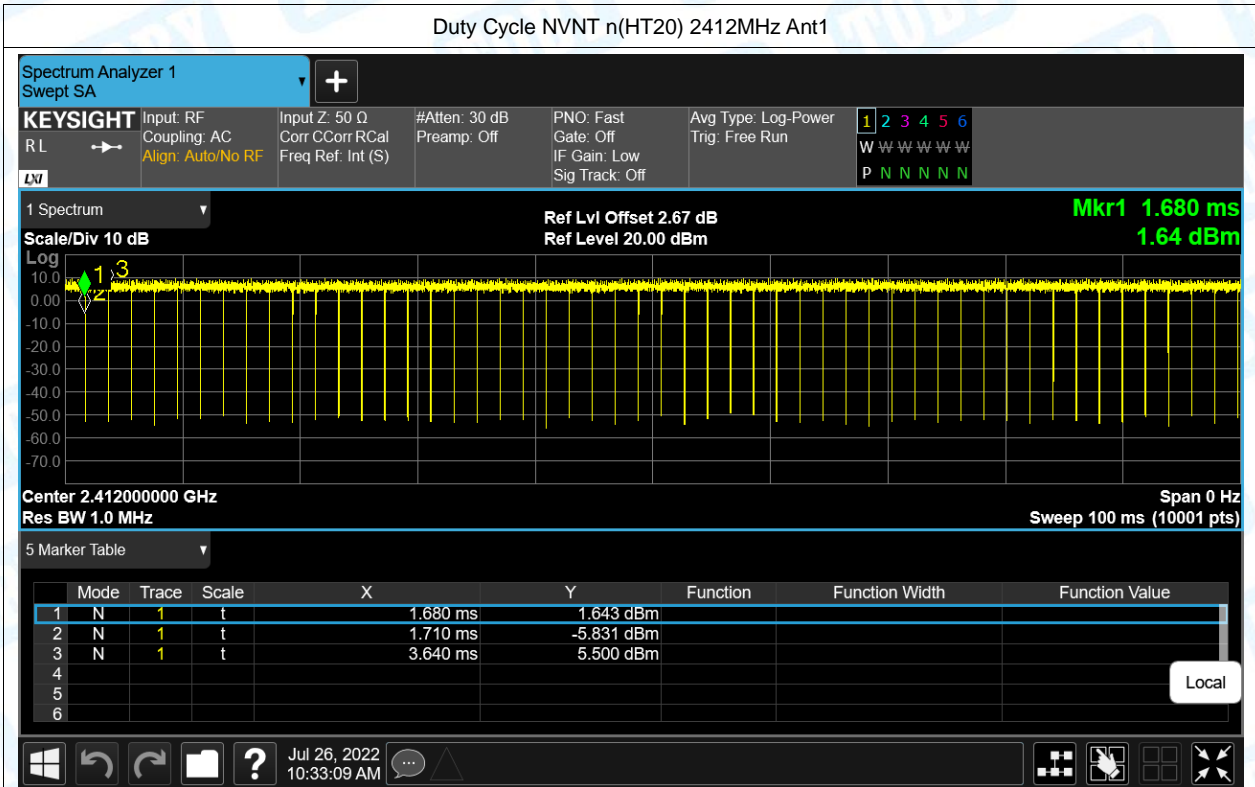 Duty Cycle NVNT n(HT20) 2412MHz Ant1
Spectrum Analyzer 1
Swept SA
KEYSIGHT Input: RF Input Z: 50 Ω #Atten: 30 dB PNO: Fast Avg Type: Log-Power 1 2 3 4 5 6
RL Coupling: AC Corr CCorr RCal Preamp: Off Gate: Off Trig: Free Run W W W W W W
Align: Auto/No RF Freq Ref: Int (S) IF Gain: Low P N N N N N
LXI Sig Track: Off
1 Spectrum Ref Lvl Offset 2.67 dB Mkr1 1.680 ms
Scale/Div 10 dB Ref Level 20.00 dBm 1.64 dBm
Log
10.0
0.00
-10.0
-20.0
-30.0
-40.0
-50.0
-60.0
-70.0
1 3
2
Center 2.412000000 GHz Span 0 Hz
Res BW 1.0 MHz Sweep 100 ms (10001 pts)
5 Marker Table
Mode Trace Scale X Y Function Function Width Function Value
1 N 1 t 1.680 ms 1.643 dBm
2 N 1 t 1.710 ms -5.831 dBm
3 N 1 t 3.640 ms 5.500 dBm
4
5
6
Local
? Jul 26, 2022
10:33:09 AM